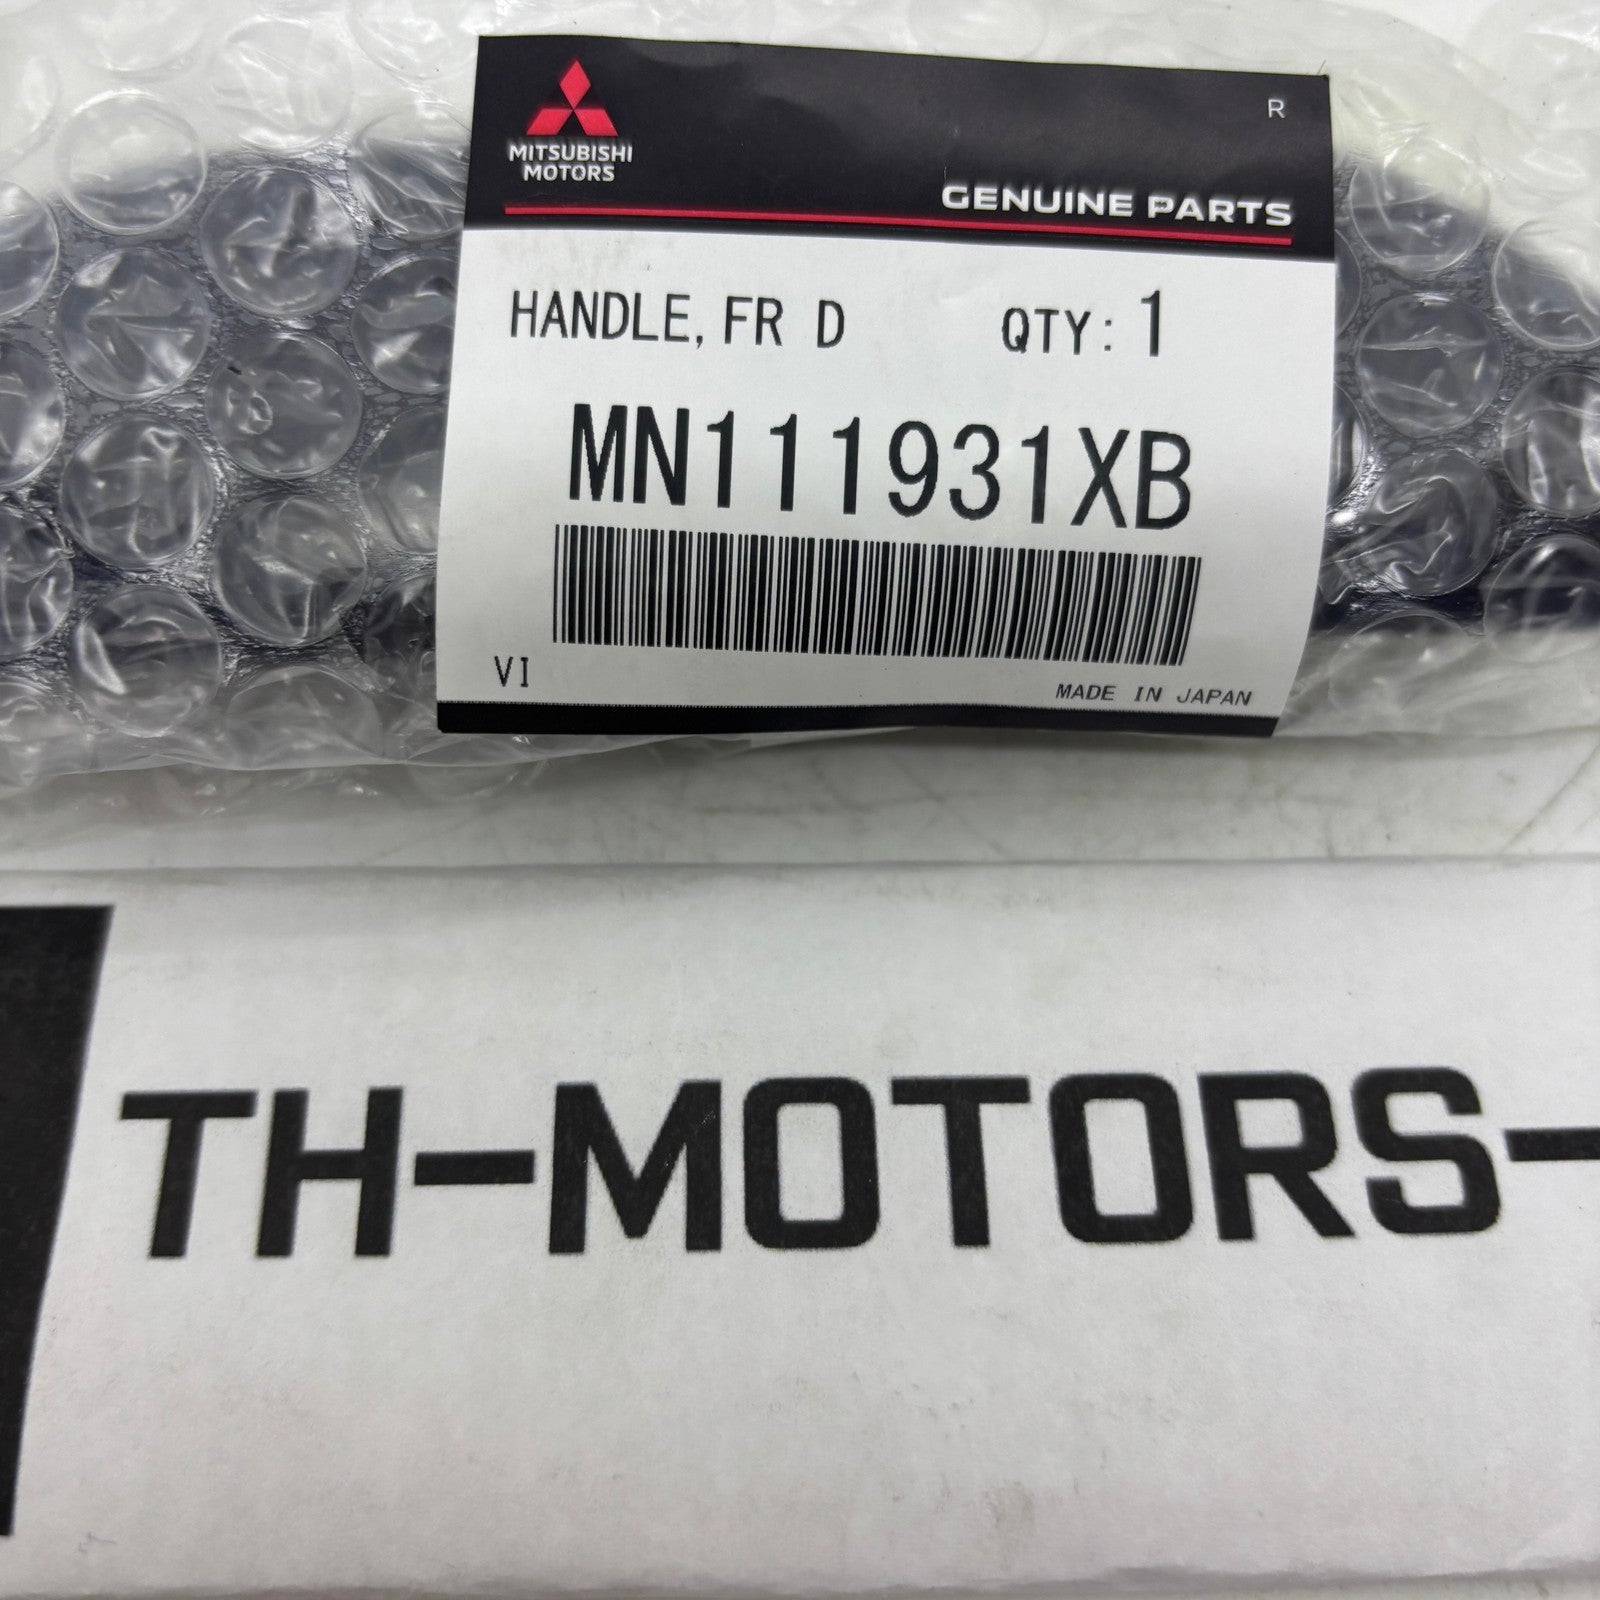 R
MITSUBISHI
MOTORS
GENUINE PARTS
HANDLE, FR D QTY: 1
MN111931XB
VI
MADE IN JAPAN
TH-MOTORS-